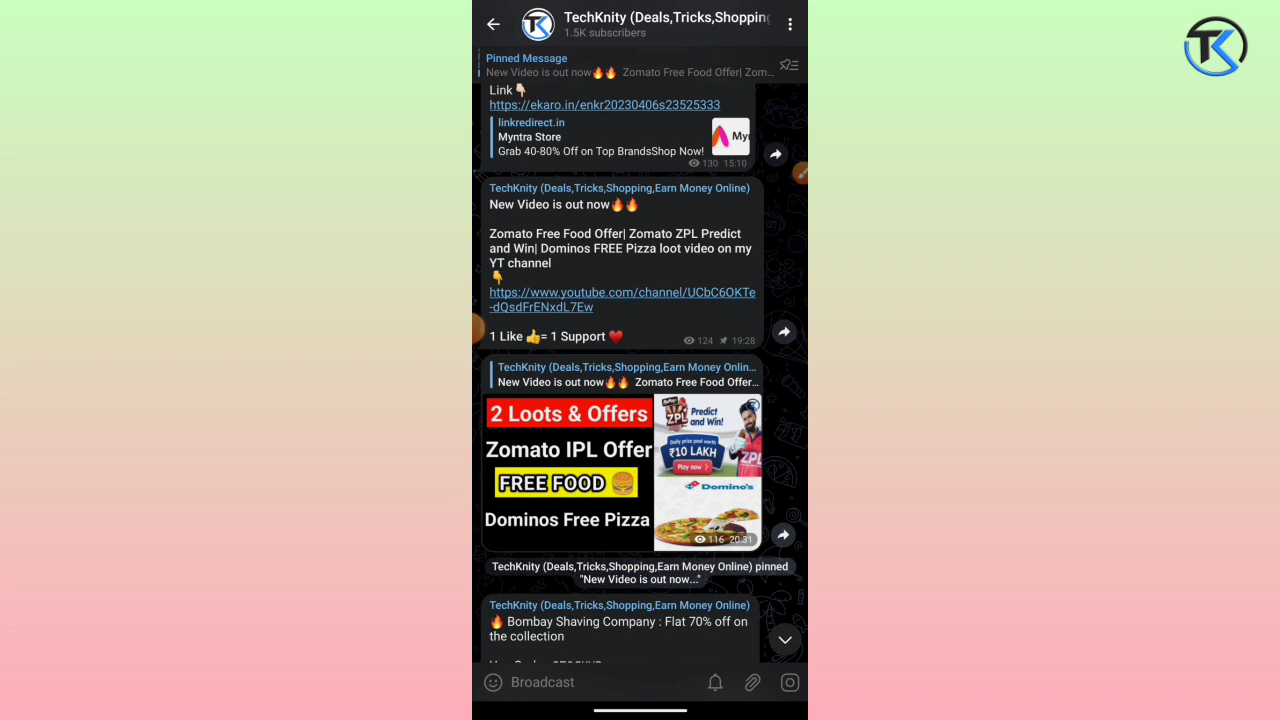 TechKnity (Deals,Tricks,Shopping
1.5K subscribers
Pinned Message
New Video is out now🔥🔥 Zomato Free Food Offer| Zom...
Link👇🏻
https://ekaro.in/enkr20230406s23525333
linkredirect.in
Myntra Store
Grab 40-80% Off on Top BrandsShop Now!
My
130 15:10
TechKnity (Deals,Tricks,Shopping,Earn Money Online)
New Video is out now🔥🔥
Zomato Free Food Offer| Zomato ZPL Predict
and Win| Dominos FREE Pizza loot video on my
YT channel
👇
https://www.youtube.com/channel/UCbC6OKTe
-dQsdFrENxdL7Ew
1 Like 👍= 1 Support ♥️
124 19:28
TechKnity (Deals,Tricks,Shopping,Earn Money Onlin...
New Video is out now🔥🔥 Zomato Free Food Offer...
2 Loots & Offers
Zomato IPL Offer
FREE FOOD 🍔
Dominos Free Pizza
ZPL
Predict
and Win!
Daily prize pool worth
₹10 LAKH
Play now >
ZPL
Domino's
116 20:31
TechKnity (Deals,Tricks,Shopping,Earn Money Online) pinned
"New Video is out now..."
TechKnity (Deals,Tricks,Shopping,Earn Money Online)
🔥 Bombay Shaving Company : Flat 70% off on
the collection
Broadcast